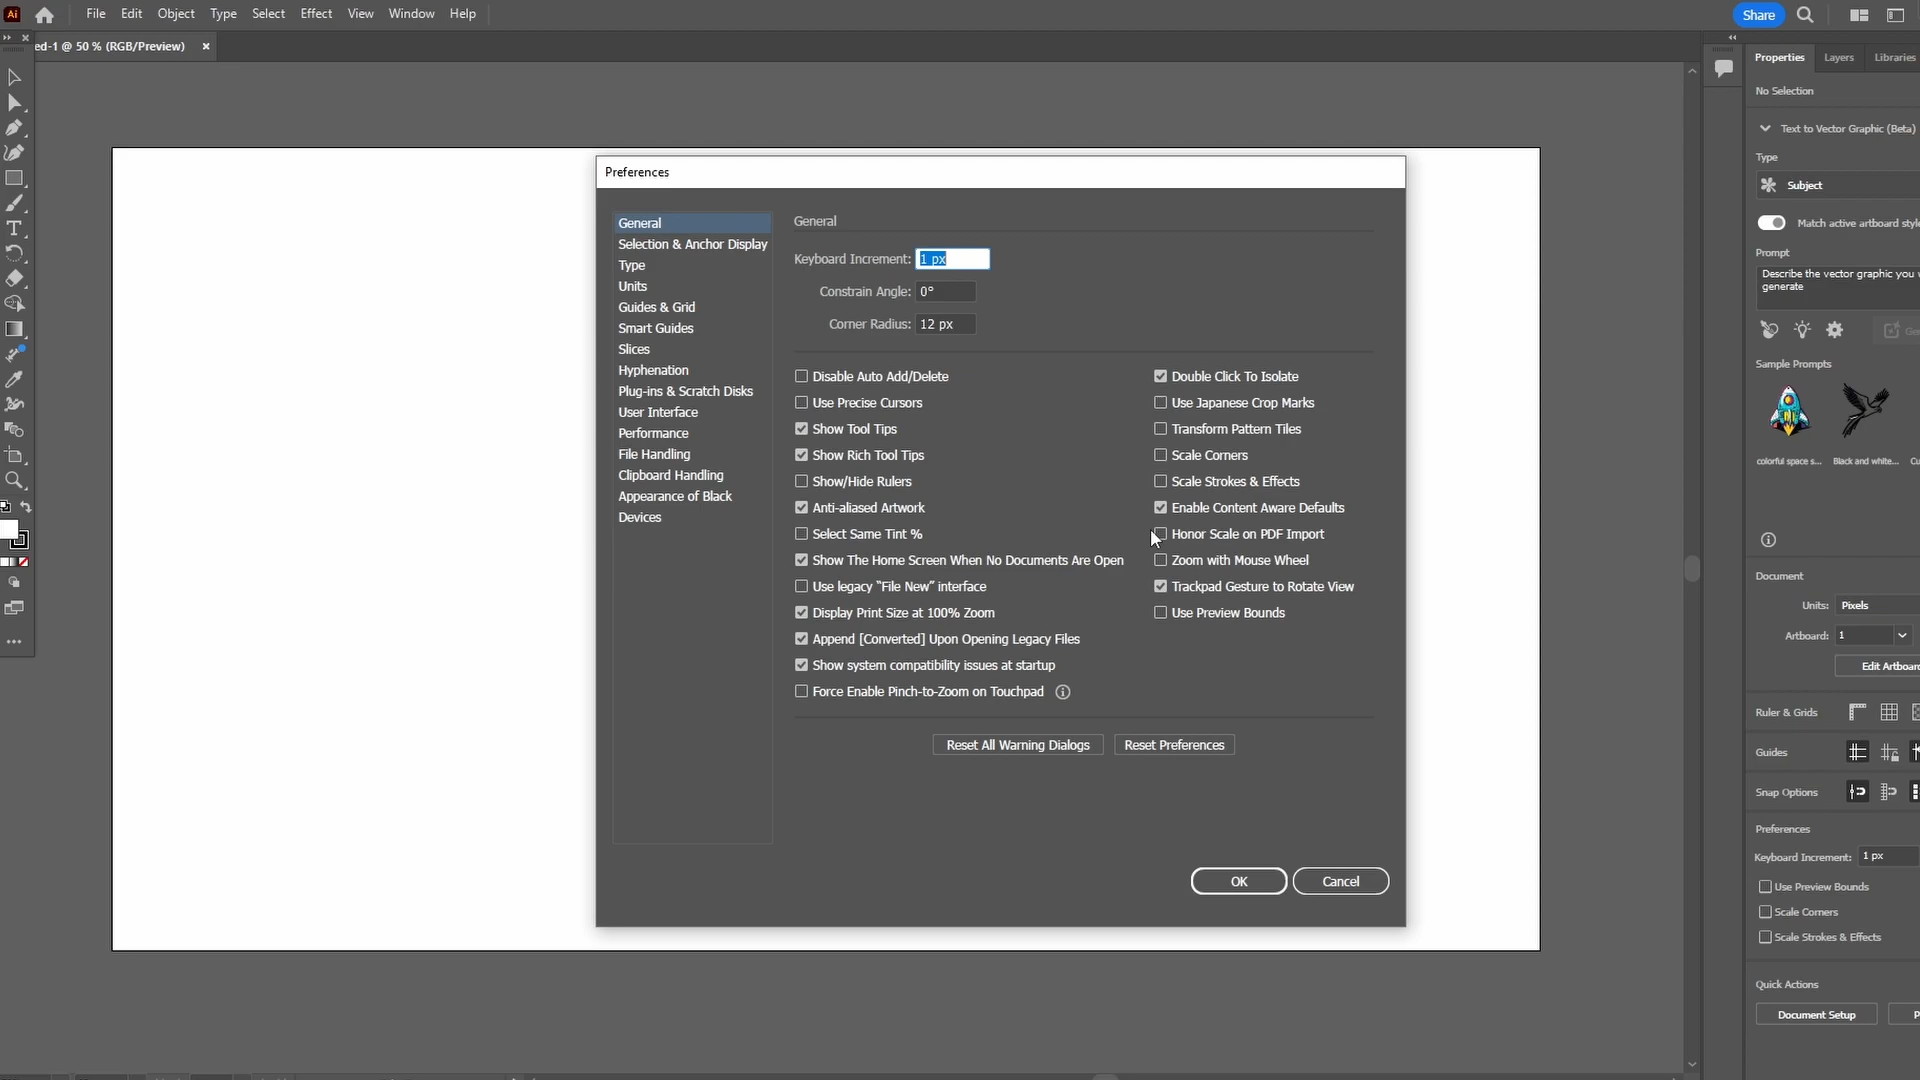 Ai
File
Edit
Object
Type
Select
Effect
View
Window
Help
Share
ed-1 @ 50 % (RGB/Preview)
Preferences
General
Selection & Anchor Display
Type
Units
Guides & Grid
Smart Guides
Slices
Hyphenation
Plug-ins & Scratch Disks
User Interface
Performance
File Handling
Clipboard Handling
Appearance of Black
Devices
General
Keyboard Increment: 1 px
Constrain Angle: 0°
Corner Radius: 12 px
Disable Auto Add/Delete
Use Precise Cursors
Show Tool Tips
Show Rich Tool Tips
Show/Hide Rulers
Anti-aliased Artwork
Select Same Tint %
Show The Home Screen When No Documents Are Open
Use legacy “File New” interface
Display Print Size at 100% Zoom
Append [Converted] Upon Opening Legacy Files
Show system compatibility issues at startup
Force Enable Pinch-to-Zoom on Touchpad
Double Click To Isolate
Use Japanese Crop Marks
Transform Pattern Tiles
Scale Corners
Scale Strokes & Effects
Enable Content Aware Defaults
Honor Scale on PDF Import
Zoom with Mouse Wheel
Trackpad Gesture to Rotate View
Use Preview Bounds
Reset All Warning Dialogs
Reset Preferences
OK
Cancel
Properties
Layers
Libraries
No Selection
Text to Vector Graphic (Beta)
Type
Subject
Match active artboard style
Prompt
Describe the vector graphic you
generate
Sample Prompts
colorful space s...
Black and white...
Document
Units: Pixels
Artboard: 1
Edit Artboar
Ruler & Grids
Guides
Snap Options
Preferences
Keyboard Increment: 1 px
Use Preview Bounds
Scale Corners
Scale Strokes & Effects
Quick Actions
Document Setup
P